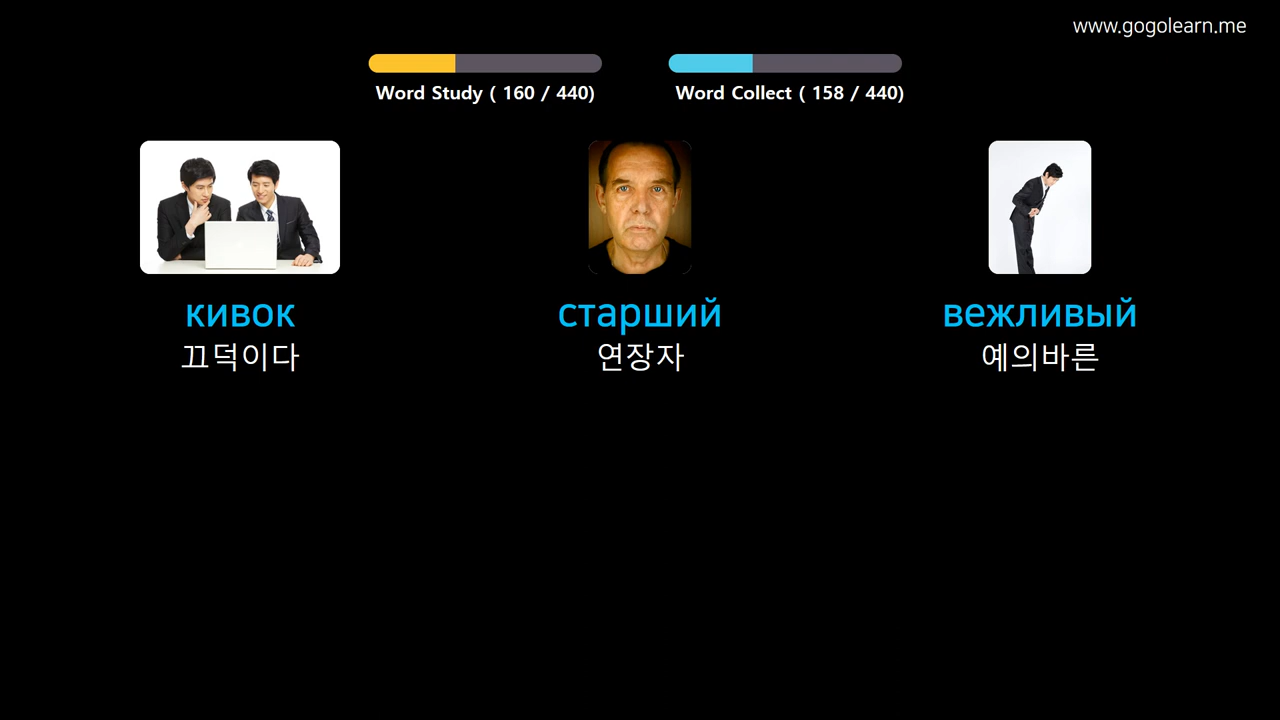 www.gogolearn.me
Word Study ( 160 / 440)
Word Collect ( 158 / 440)
кивок
끄덕이다
старший
연장자
вежливый
예의바른